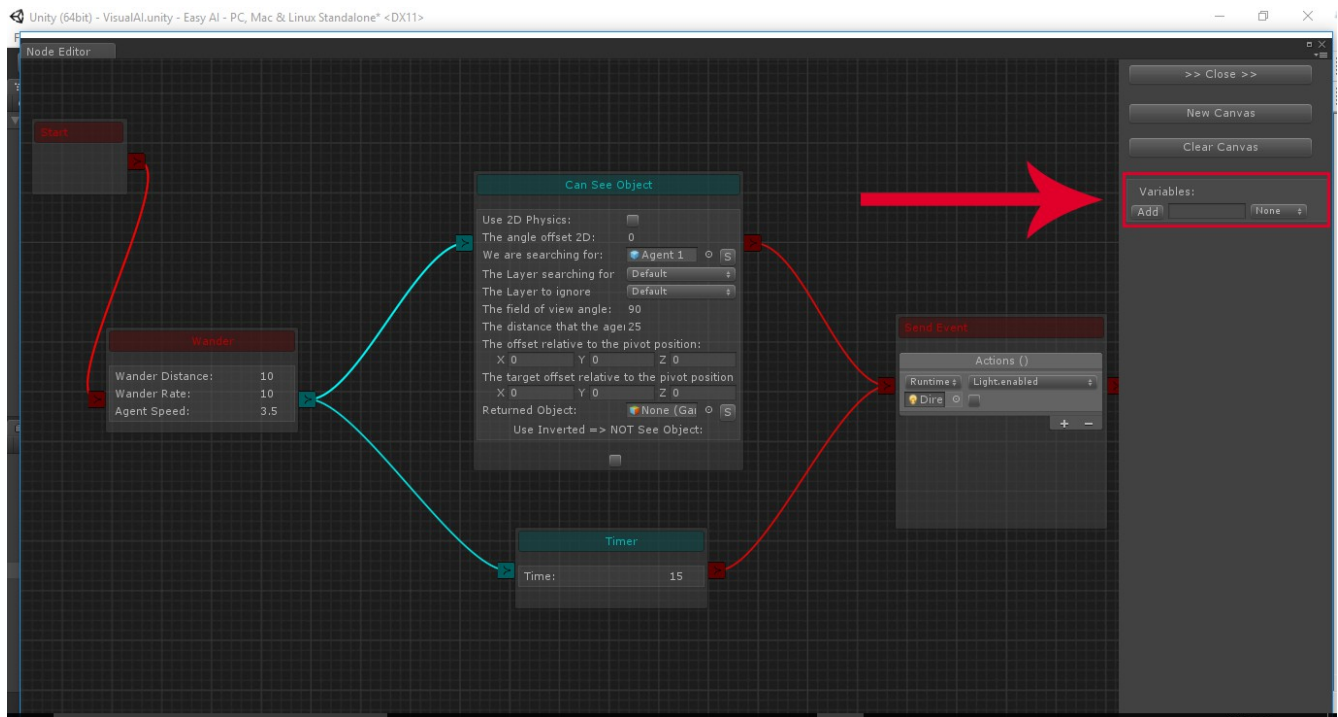 Unity (64bit) - VisualAI.unity - Easy AI - PC, Mac & Linux Standalone* <DX11>
Node Editor
>> Close >>
New Canvas
Clear Canvas
Variables:
Add None
Start
Wander
Wander Distance: 10
Wander Rate: 10
Agent Speed: 3.5
Can See Object
Use 2D Physics:
The angle offset 2D: 0
We are searching for: Agent 1 S
The Layer searching for Default
The Layer to ignore Default
The field of view angle: 90
The distance that the ager 25
The offset relative to the pivot position:
X 0 Y 0 Z 0
The target offset relative to the pivot position
X 0 Y 0 Z 0
Returned Object: None (Gai S
Use Inverted => NOT See Object:
Timer
Time: 15
Send Event
Actions ()
Runtime Light.enabled
Dire
+ −